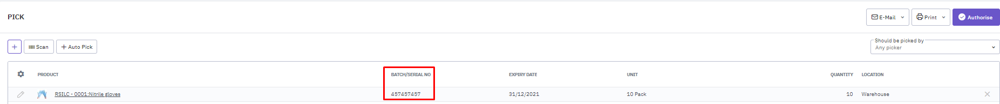 PICK
E-Mail
Print
Authorise
+
Scan
+ Auto Pick
Should be picked by
Any picker
PRODUCT BATCH/SERIAL NO EXPIRY DATE UNIT QUANTITY LOCATION
RSILC - 0001:Nitrile gloves 457457457 31/12/2021 10 Pack 10 Warehouse